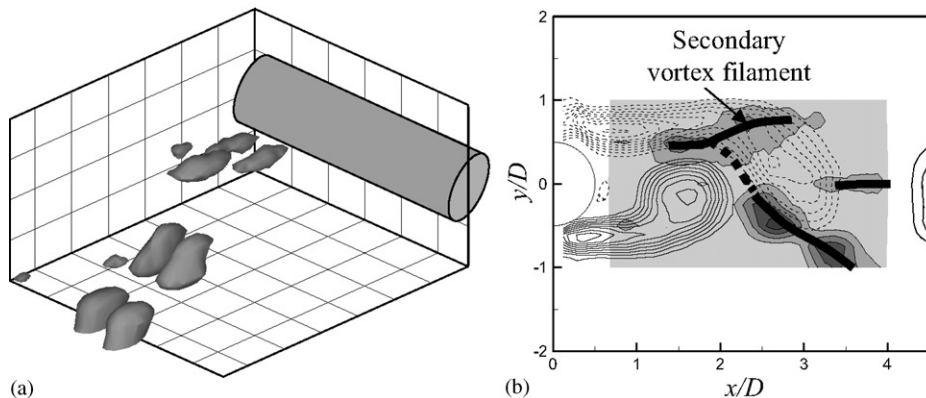 (a)
2
1
0
-1
-2
y/D
Secondary
vortex filament
0
1
2
3
4
x/D
(b)